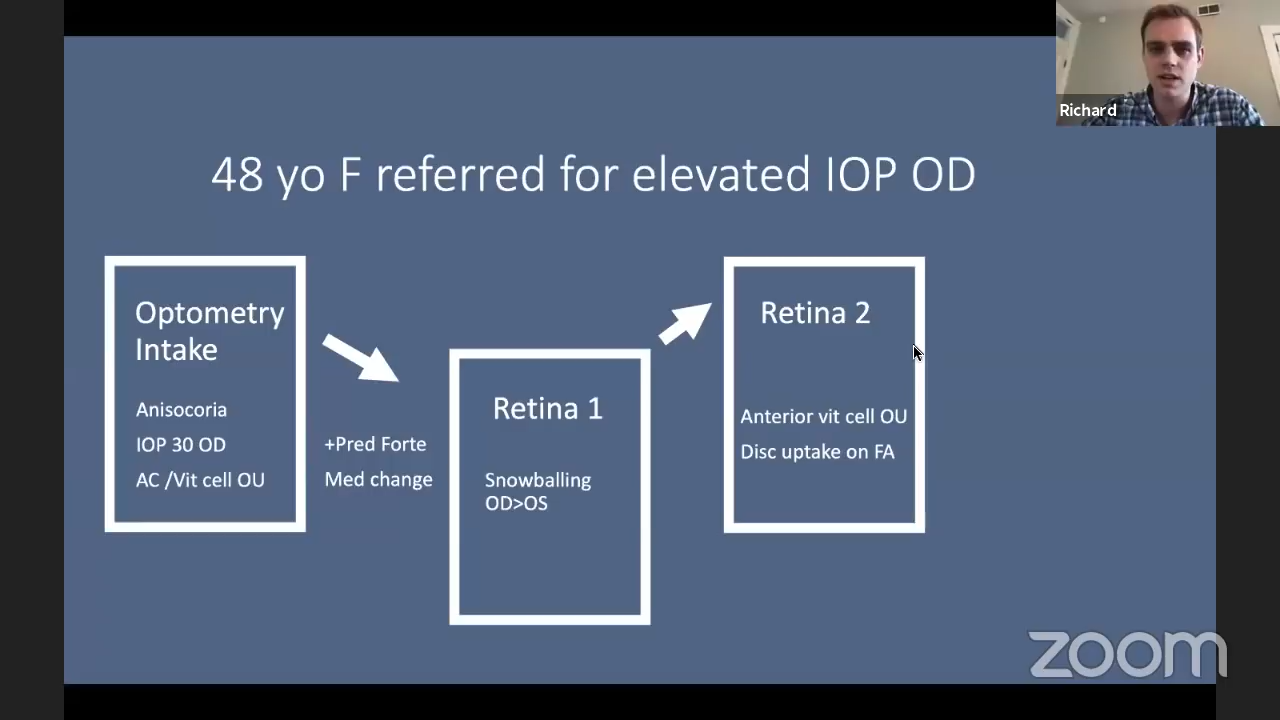 Richard
48 yo F referred for elevated IOP OD
Optometry
Intake
Anisocoria
IOP 30 OD
AC /Vit cell OU
+Pred Forte
Med change
Retina 1
Snowballing
OD>OS
Retina 2
Anterior vit cell OU
Disc uptake on FA
zoom